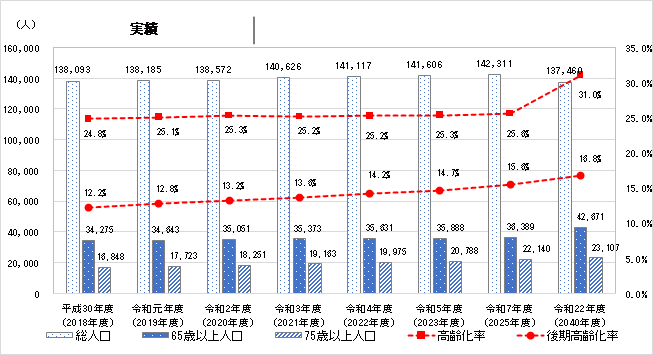 (人)
実績
160,000
140,000
120,000
100,000
80,000
60,000
40,000
20,000
0
35.0%
30.0%
25.0%
20.0%
15.0%
10.0%
5.0%
0.0%
138,093 138,185 138,572 140,626 141,117 141,606 142,311 137,460
24.8% 25.1% 25.3% 25.2% 25.2% 25.3% 25.6% 31.0%
12.2% 12.8% 13.2% 13.6% 14.2% 14.7% 15.6% 16.8%
34,275 34,643 35,051 35,373 35,631 35,888 36,389 42,671
16,848 17,723 18,251 19,163 19,975 20,788 22,140 23,107
平成30年度 令和元年度 令和2年度 令和3年度 令和4年度 令和5年度 令和7年度 令和22年度
(2018年度) (2019年度) (2020年度) (2021年度) (2022年度) (2023年度) (2025年度) (2040年度)
総人口 65歳以上人口 75歳以上人口 高齢化率 後期高齢化率